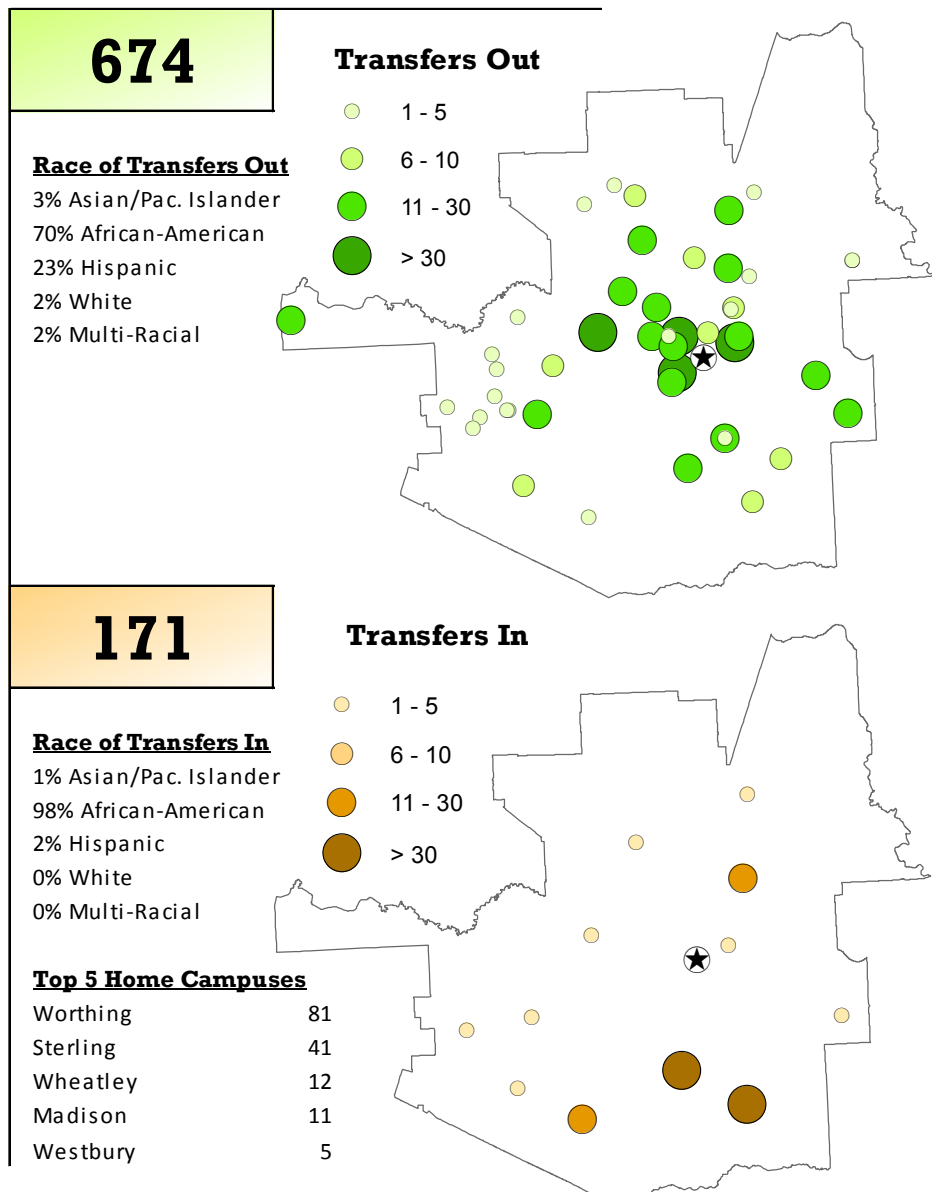 674
Transfers Out
1 - 5
6 - 10
11 - 30
> 30
Race of Transfers Out
3% Asian/Pac. Islander
70% African-American
23% Hispanic
2% White
2% Multi-Racial
171
Transfers In
1 - 5
6 - 10
11 - 30
> 30
Race of Transfers In
1% Asian/Pac. Islander
98% African-American
2% Hispanic
0% White
0% Multi-Racial
Top 5 Home Campuses
Worthing 81
Sterling 41
Wheatley 12
Madison 11
Westbury 5